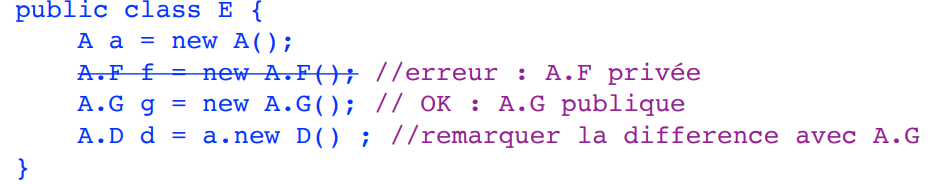 public class E {
A a = new A();
A.F f = new A.F(); //erreur : A.F privée
A.G g = new A.G(); // OK : A.G publique
A.D d = a.new D() ; //remarquer la difference avec A.G
}